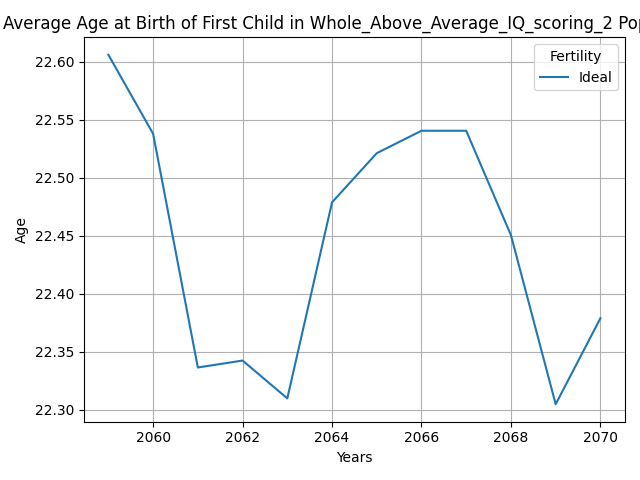 Average Age at Birth of First Child in Whole_Above_Average_IQ_scoring_2
Fertility
Ideal
22.60
22.55
22.50
22.45
22.40
22.35
22.30
Age
2060 2062 2064 2066 2068 2070
Years